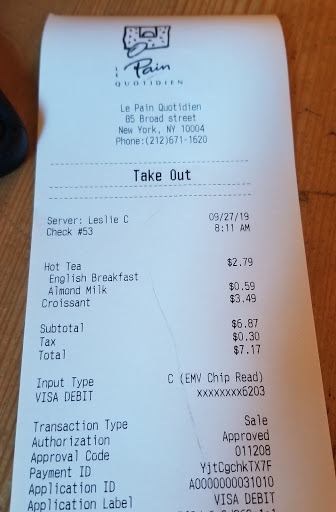 LE
Pain
QUOTIDIEN
Le Pain Quotidien
85 Broad street
New York, NY 10004
Phone:(212)671-1620
Take Out
Server: Leslie C 09/27/19
Check #53 8:11 AM
Hot Tea $2.79
English Breakfast
Almond Milk $0.59
Croissant $3.49
Subtotal $6.87
Tax $0.30
Total $7.17
Input Type C (EMV Chip Read)
VISA DEBIT xxxxxxxx6203
Transaction Type Sale
Authorization Approved
Approval Code 011208
Payment ID YjtCgchkTX7F
Application ID A0000000031010
Application Label VISA DEBIT